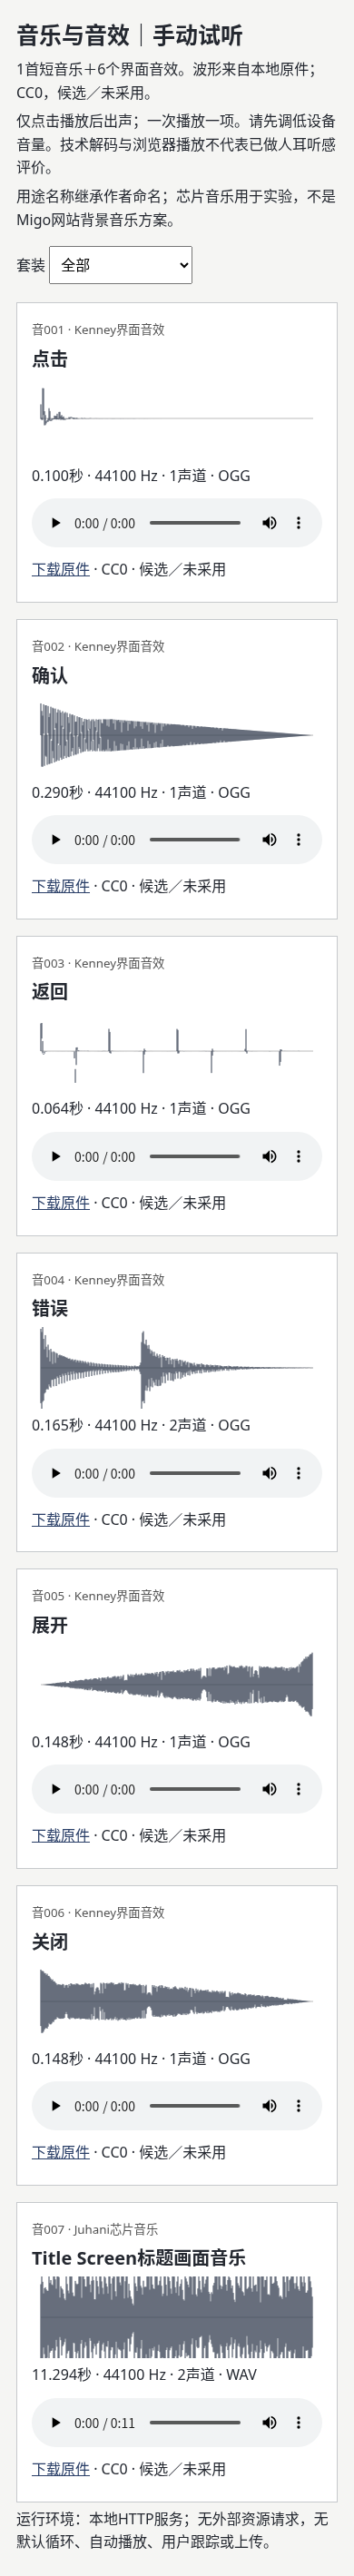 音乐与音效｜手动试听
1首短音乐＋6个界面音效。波形来自本地原件；
CC0，候选／未采用。
仅点击播放后出声；一次播放一项。请先调低设备
音量。技术解码与浏览器播放不代表已做人耳听感
评价。
用途名称继承作者命名；芯片音乐用于实验，不是
Migo网站背景音乐方案。
套装 全部
音001 · Kenney界面音效
点击
0.100秒 · 44100 Hz · 1声道 · OGG
0:00 / 0:00
下载原件 · CC0 · 候选／未采用
音002 · Kenney界面音效
确认
0.290秒 · 44100 Hz · 1声道 · OGG
0:00 / 0:00
下载原件 · CC0 · 候选／未采用
音003 · Kenney界面音效
返回
0.064秒 · 44100 Hz · 1声道 · OGG
0:00 / 0:00
下载原件 · CC0 · 候选／未采用
音004 · Kenney界面音效
错误
0.165秒 · 44100 Hz · 2声道 · OGG
0:00 / 0:00
下载原件 · CC0 · 候选／未采用
音005 · Kenney界面音效
展开
0.148秒 · 44100 Hz · 1声道 · OGG
0:00 / 0:00
下载原件 · CC0 · 候选／未采用
音006 · Kenney界面音效
关闭
0.148秒 · 44100 Hz · 1声道 · OGG
0:00 / 0:00
下载原件 · CC0 · 候选／未采用
音007 · Juhani芯片音乐
Title Screen标题画面音乐
11.294秒 · 44100 Hz · 2声道 · WAV
0:00 / 0:11
下载原件 · CC0 · 候选／未采用
运行环境：本地HTTP服务；无外部资源请求，无
默认循环、自动播放、用户跟踪或上传。